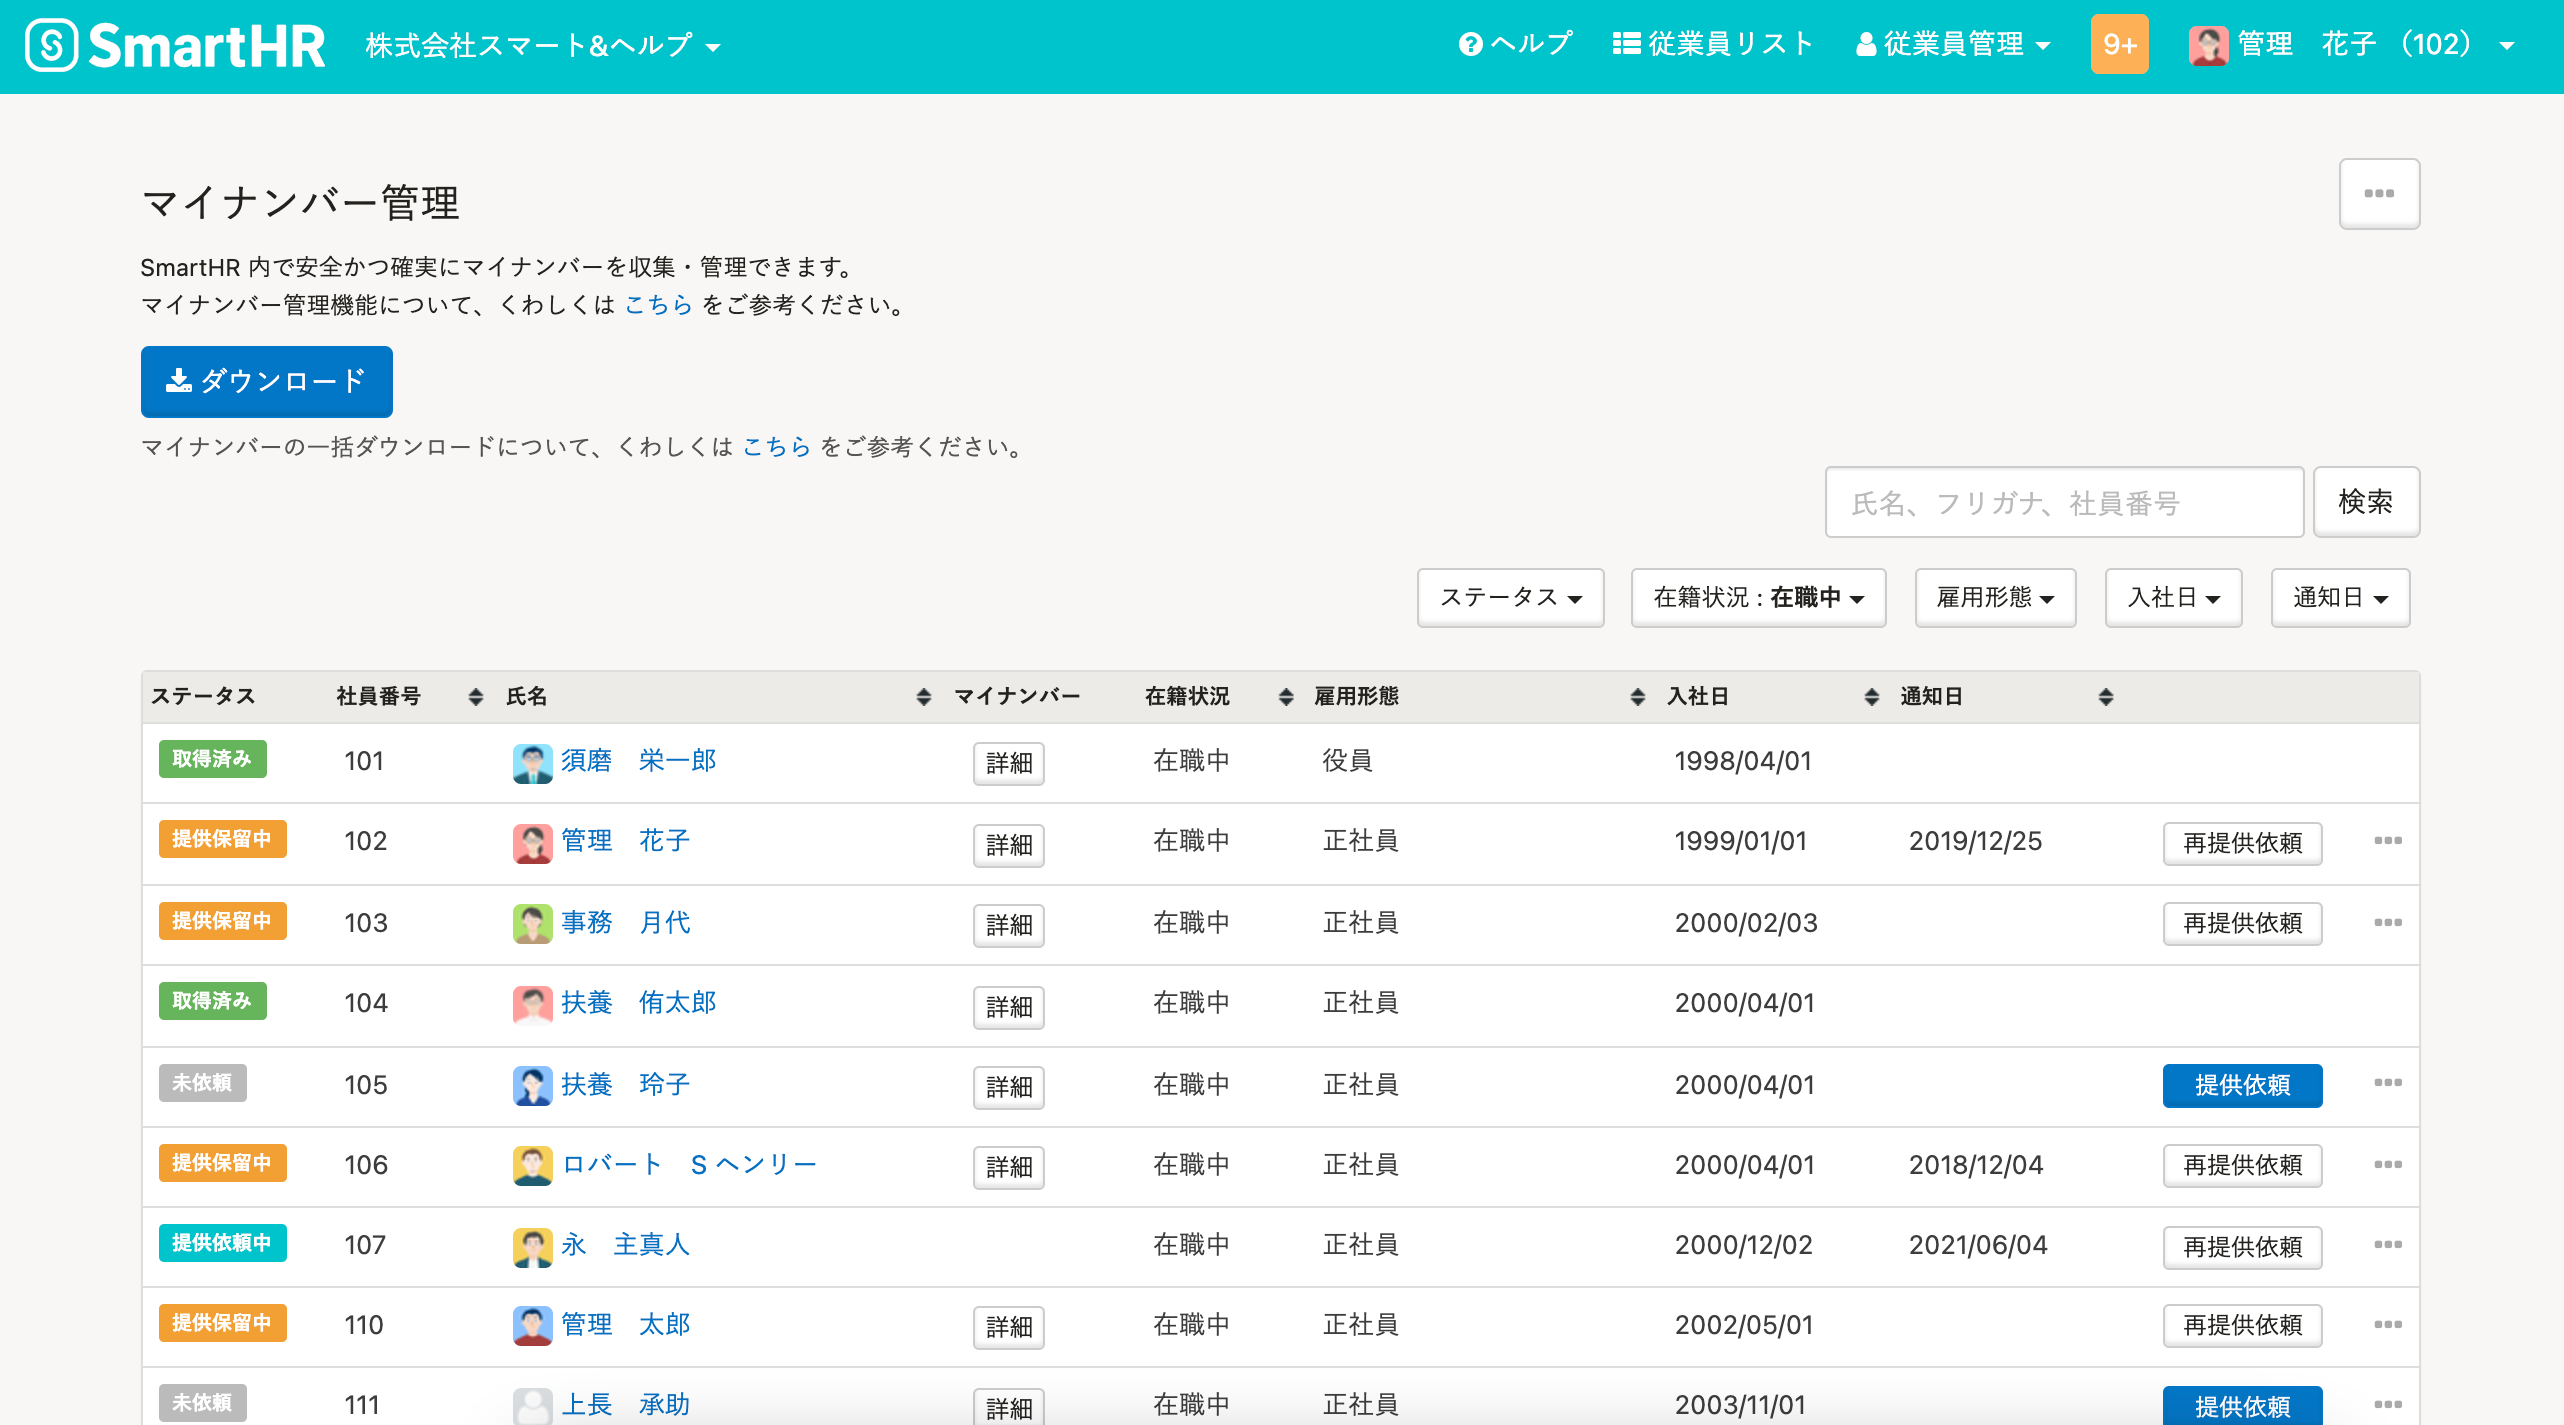 SmartHR 株式会社スマート&ヘルプ ヘルプ 従業員リスト 従業員管理 9+ 管理　花子 （102）
マイナンバー管理
SmartHR 内で安全かつ確実にマイナンバーを収集・管理できます。
マイナンバー管理機能について、くわしくは こちら をご参考ください。
ダウンロード
マイナンバーの一括ダウンロードについて、くわしくは こちら をご参考ください。
氏名、フリガナ、社員番号 検索
ステータス 在籍状況 : 在職中 雇用形態 入社日 通知日
ステータス 社員番号 氏名 マイナンバー 在籍状況 雇用形態 入社日 通知日
取得済み 101 須磨　栄一郎 詳細 在職中 役員 1998/04/01
提供保留中 102 管理　花子 詳細 在職中 正社員 1999/01/01 2019/12/25 再提供依頼
提供保留中 103 事務　月代 詳細 在職中 正社員 2000/02/03 再提供依頼
取得済み 104 扶養　侑太郎 詳細 在職中 正社員 2000/04/01
未依頼 105 扶養　玲子 詳細 在職中 正社員 2000/04/01 提供依頼
提供保留中 106 ロバート　S ヘンリー 詳細 在職中 正社員 2000/04/01 2018/12/04 再提供依頼
提供依頼中 107 永　主真人 在職中 正社員 2000/12/02 2021/06/04 再提供依頼
提供保留中 110 管理　太郎 詳細 在職中 正社員 2002/05/01 再提供依頼
未依頼 111 上長　承助 詳細 在職中 正社員 2003/11/01 提供依頼